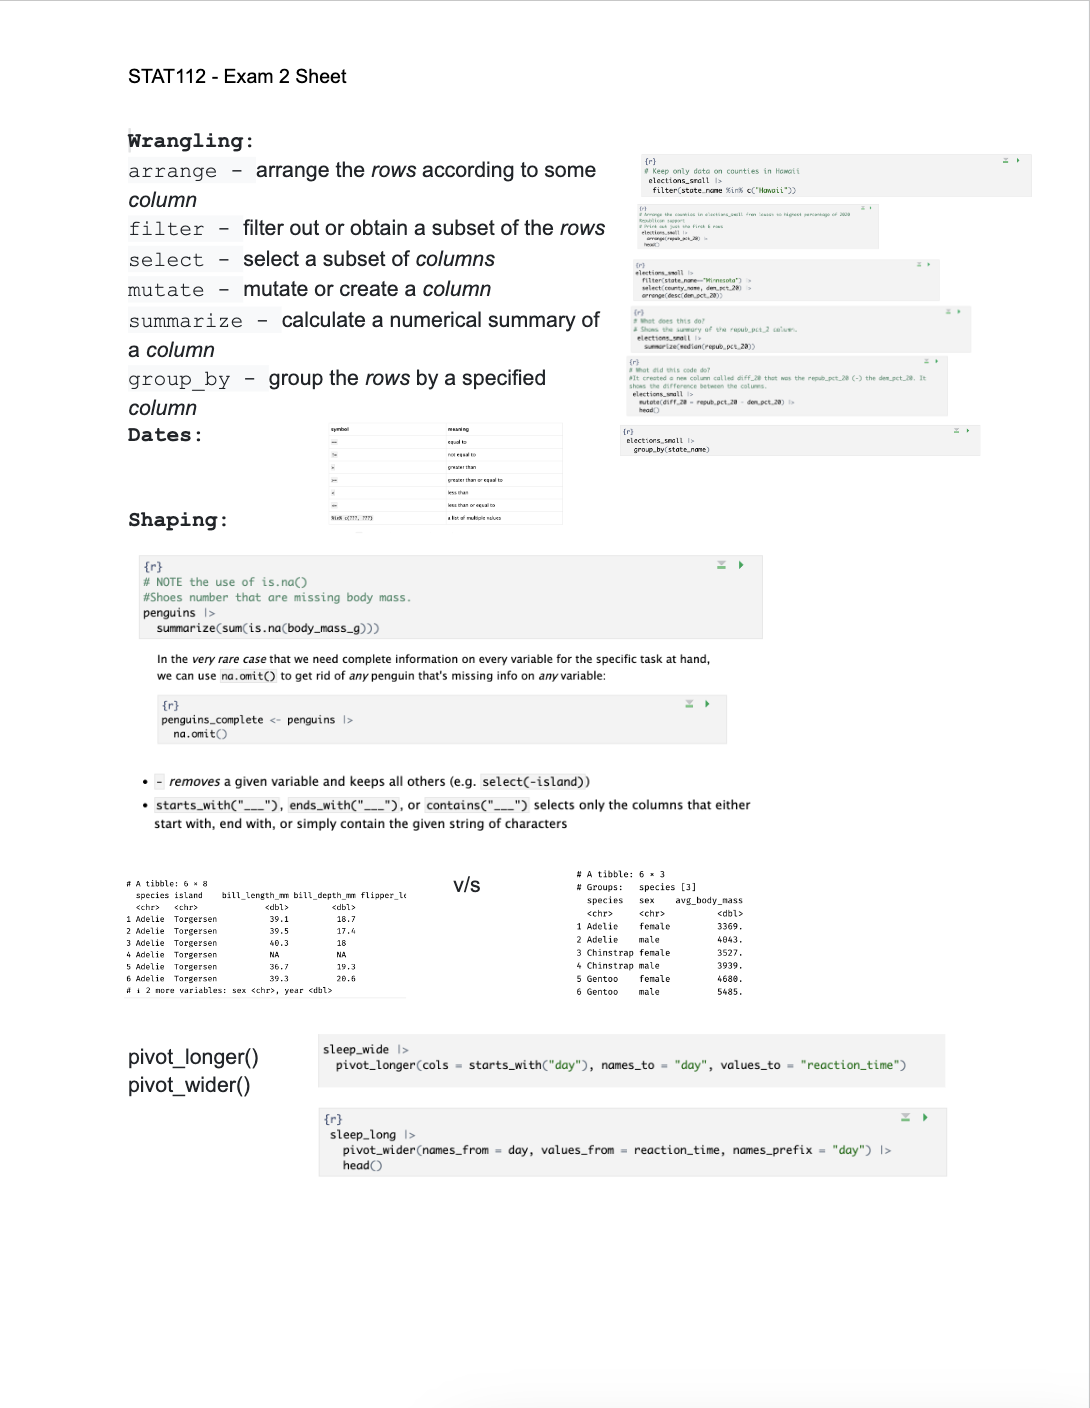 STAT112 - Exam 2 Sheet
Wrangling:
arrange - arrange the rows according to some
column
filter - filter out or obtain a subset of the rows
select - select a subset of columns
mutate - mutate or create a column
summarize - calculate a numerical summary of
a column
group_by - group the rows by a specified
column
{r}
# Keep only data on counties in Hawaii
elections_small |>
filter(state_name %in% c("Hawaii"))
{r}
# Arrange the counties in elections_small from lowest to highest percentage of 2020
Republican support
# Print out just the first 6 rows
elections_small |>
arrange(repub_pct_20) |>
head()
{r}
elections_small |>
filter(state_name=="Minnesota") |>
select(county_name, dem_pct_20) |>
arrange(desc(dem_pct_20))
{r}
# What does this do?
# Shows the summary of the repub_pct_2 column.
elections_small |>
summarize(median(repub_pct_20))
{r}
# What did this code do?
#It created a new column called diff_20 that was the repub_pct_20 (-) the dem_pct_20. It
shows the difference between the columns.
elections_small |>
mutate(diff_20 = repub_pct_20 - dem_pct_20) |>
head()
{r}
elections_small |>
group_by(state_name)
Dates:
symbol meaning
== equal to
!= not equal to
> greater than
>= greater than or equal to
< less than
<= less than or equal to
%in% c(???, ???) a list of multiple values
Shaping:
{r}
# NOTE the use of is.na()
#Shoes number that are missing body mass.
penguins |>
summarize(sum(is.na(body_mass_g)))
In the very rare case that we need complete information on every variable for the specific task at hand,
we can use na.omit() to get rid of any penguin that's missing info on any variable:
{r}
penguins_complete <- penguins |>
na.omit()
• - removes a given variable and keeps all others (e.g. select(-island))
• starts_with("___"), ends_with("___"), or contains("___") selects only the columns that either
start with, end with, or simply contain the given string of characters
# A tibble: 6 × 8
species island bill_length_mm bill_depth_mm flipper_le
<chr> <chr> <dbl> <dbl>
1 Adelie Torgersen 39.1 18.7
2 Adelie Torgersen 39.5 17.4
3 Adelie Torgersen 40.3 18
4 Adelie Torgersen NA NA
5 Adelie Torgersen 36.7 19.3
6 Adelie Torgersen 39.3 20.6
# ℹ 2 more variables: sex <chr>, year <dbl>
v/s
# A tibble: 6 × 3
# Groups: species [3]
species sex avg_body_mass
<chr> <chr> <dbl>
1 Adelie female 3369.
2 Adelie male 4043.
3 Chinstrap female 3527.
4 Chinstrap male 3939.
5 Gentoo female 4680.
6 Gentoo male 5485.
pivot_longer()
pivot_wider()
sleep_wide |>
pivot_longer(cols = starts_with("day"), names_to = "day", values_to = "reaction_time")
{r}
sleep_long |>
pivot_wider(names_from = day, values_from = reaction_time, names_prefix = "day") |>
head()